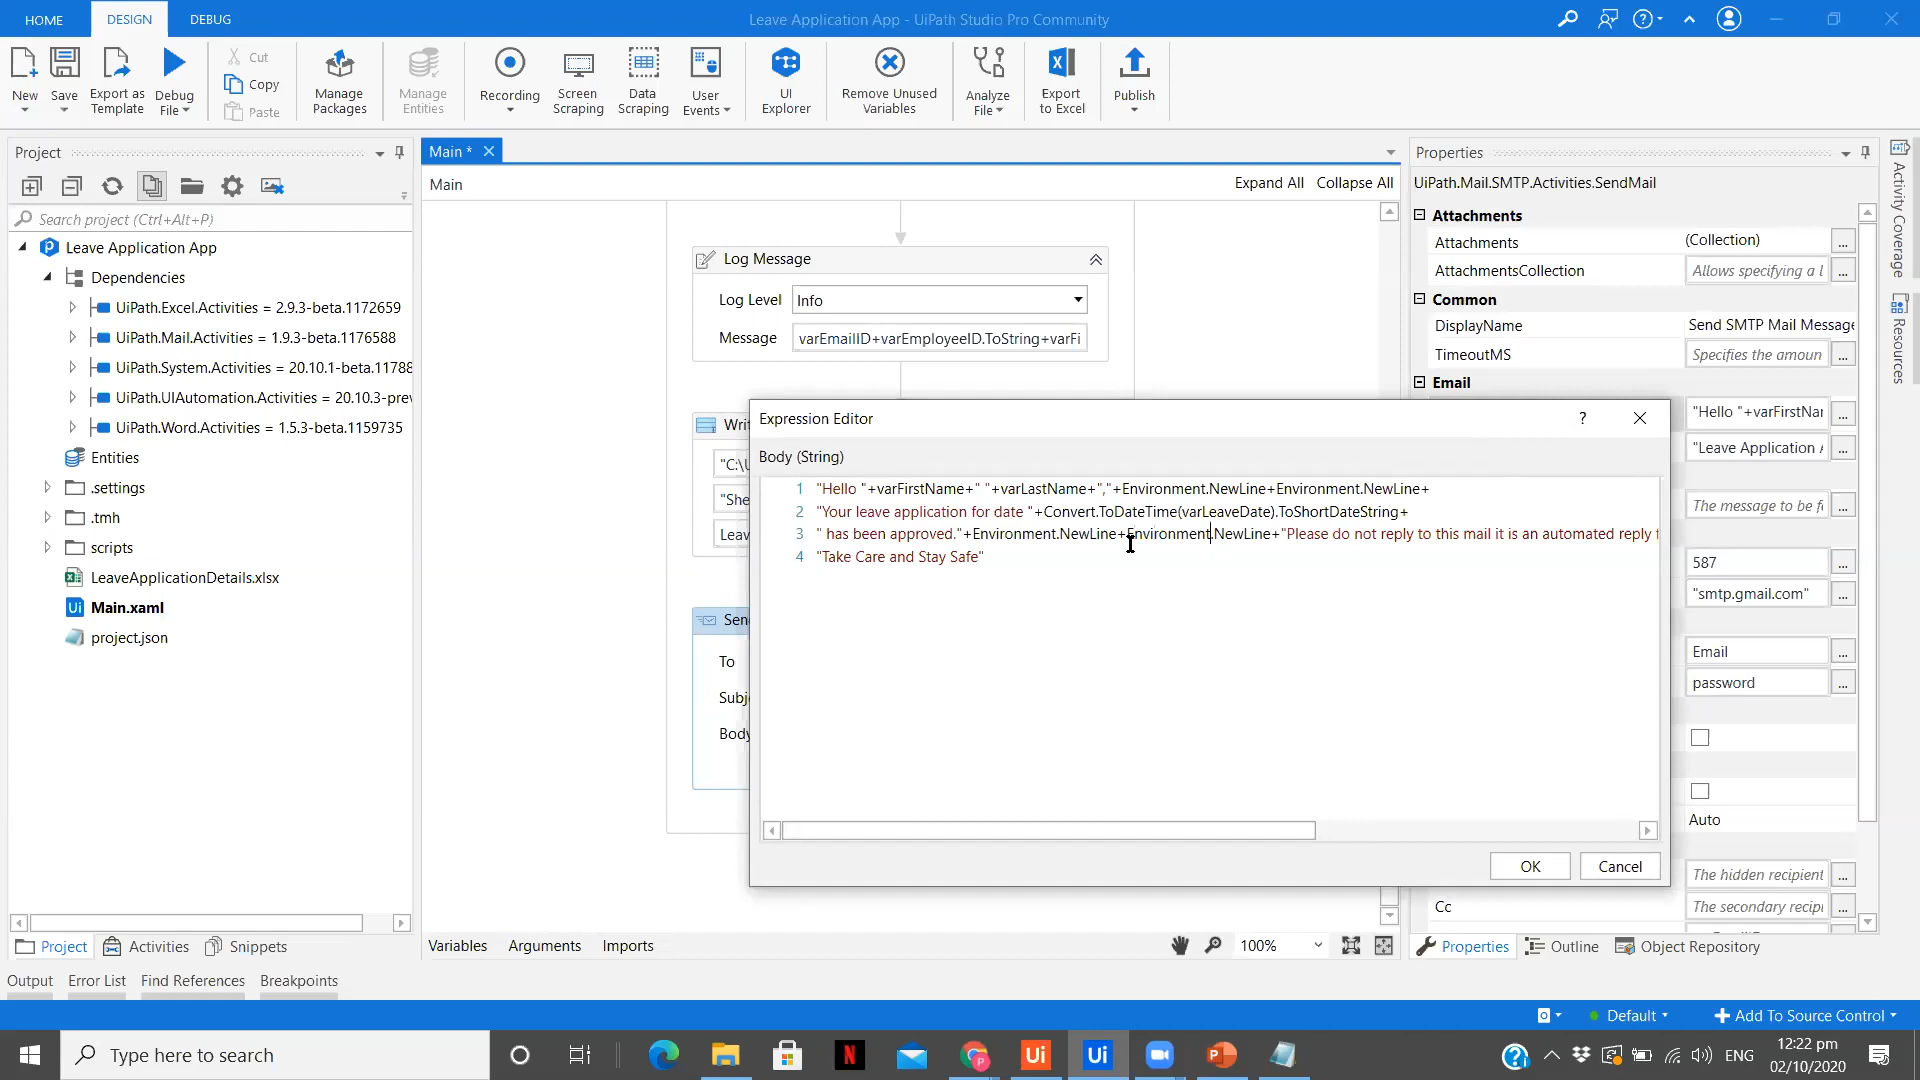 HOME
DESIGN
DEBUG
Leave Application App - UiPath Studio Pro Community
New
Save
Export as Template
Debug File
Cut
Copy
Paste
Manage Packages
Manage Entities
Recording
Screen Scraping
Data Scraping
User Events
UI Explorer
Remove Unused Variables
Analyze File
Export to Excel
Publish
Project
Search project (Ctrl+Alt+P)
Leave Application App
Dependencies
UiPath.Excel.Activities = 2.9.3-beta.1172659
UiPath.Mail.Activities = 1.9.3-beta.1176588
UiPath.System.Activities = 20.10.1-beta.11788
UiPath.UIAutomation.Activities = 20.10.3-prev
UiPath.Word.Activities = 1.5.3-beta.1159735
Entities
.settings
.tmh
scripts
LeaveApplicationDetails.xlsx
Main.xaml
project.json
Project
Activities
Snippets
Main *
Main
Expand All
Collapse All
Log Message
Log Level
Info
Message
varEmailID+varEmployeeID.ToString+varFi
Wri
"C:\U
"She
Leav
Sen
To
Subj
Body
Expression Editor
?
Body (String)
1 "Hello "+varFirstName+" "+varLastName+","+Environment.NewLine+Environment.NewLine+
2 "Your leave application for date "+Convert.ToDateTime(varLeaveDate).ToShortDateString+
3 " has been approved."+Environment.NewLine+Environment.NewLine+"Please do not reply to this mail it is an automated reply
4 "Take Care and Stay Safe"
OK
Cancel
Variables
Arguments
Imports
100%
Properties
UiPath.Mail.SMTP.Activities.SendMail
Attachments
Attachments
(Collection)
...
AttachmentsCollection
Allows specifying a l
...
Common
DisplayName
Send SMTP Mail Message
TimeoutMS
Specifies the amoun
...
Email
"Hello "+varFirstNar
...
"Leave Application A
...
The message to be f
...
587
...
"smtp.gmail.com"
...
Email
...
password
...
Auto
The hidden recipient
...
Cc
The secondary recipi
...
Properties
Outline
Object Repository
Activity Coverage
Resources
Output
Error List
Find References
Breakpoints
Default
Add To Source Control
Type here to search
ENG
12:22 pm
02/10/2020